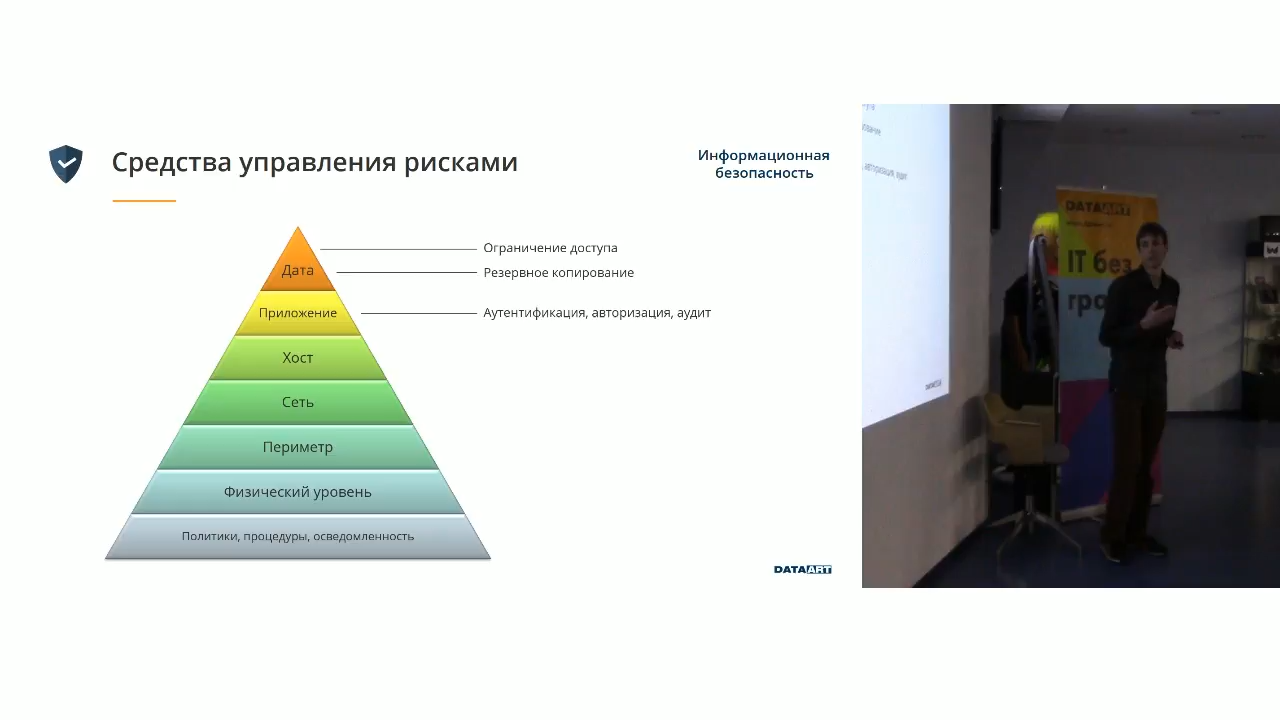 Средства управления рисками
Информационная
безопасность
Ограничение доступа
Дата
Резервное копирование
Приложение
Аутентификация, авторизация, аудит
Хост
Сеть
Периметр
Физический уровень
Политики, процедуры, осведомленность
DATAART
DATAART
IT без